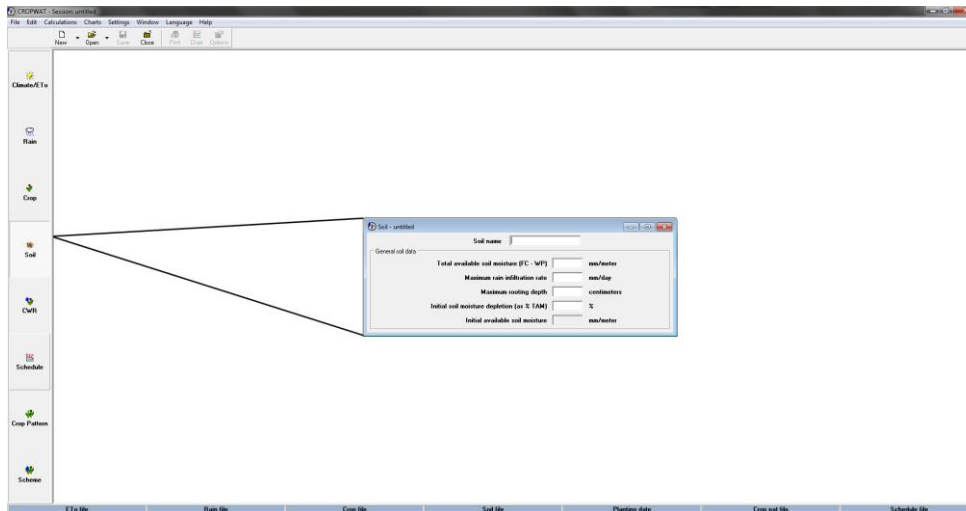 CROPWAT - Session: untitled
File Edit Calculations Charts Settings Window Language Help
New Open Save Close Print Chart Options
Climate/ETo
Rain
Crop
Soil
CWR
Schedule
Crop Pattern
Scheme
Soil - untitled
Soil name
General soil data
Total available soil moisture (FC - WP) mm/meter
Maximum rain infiltration rate mm/day
Maximum rooting depth centimeters
Initial soil moisture depletion (as % TAM) %
Initial available soil moisture mm/meter
ETo file Rain file Crop file Soil file Planting date Crop pat file Schedule file